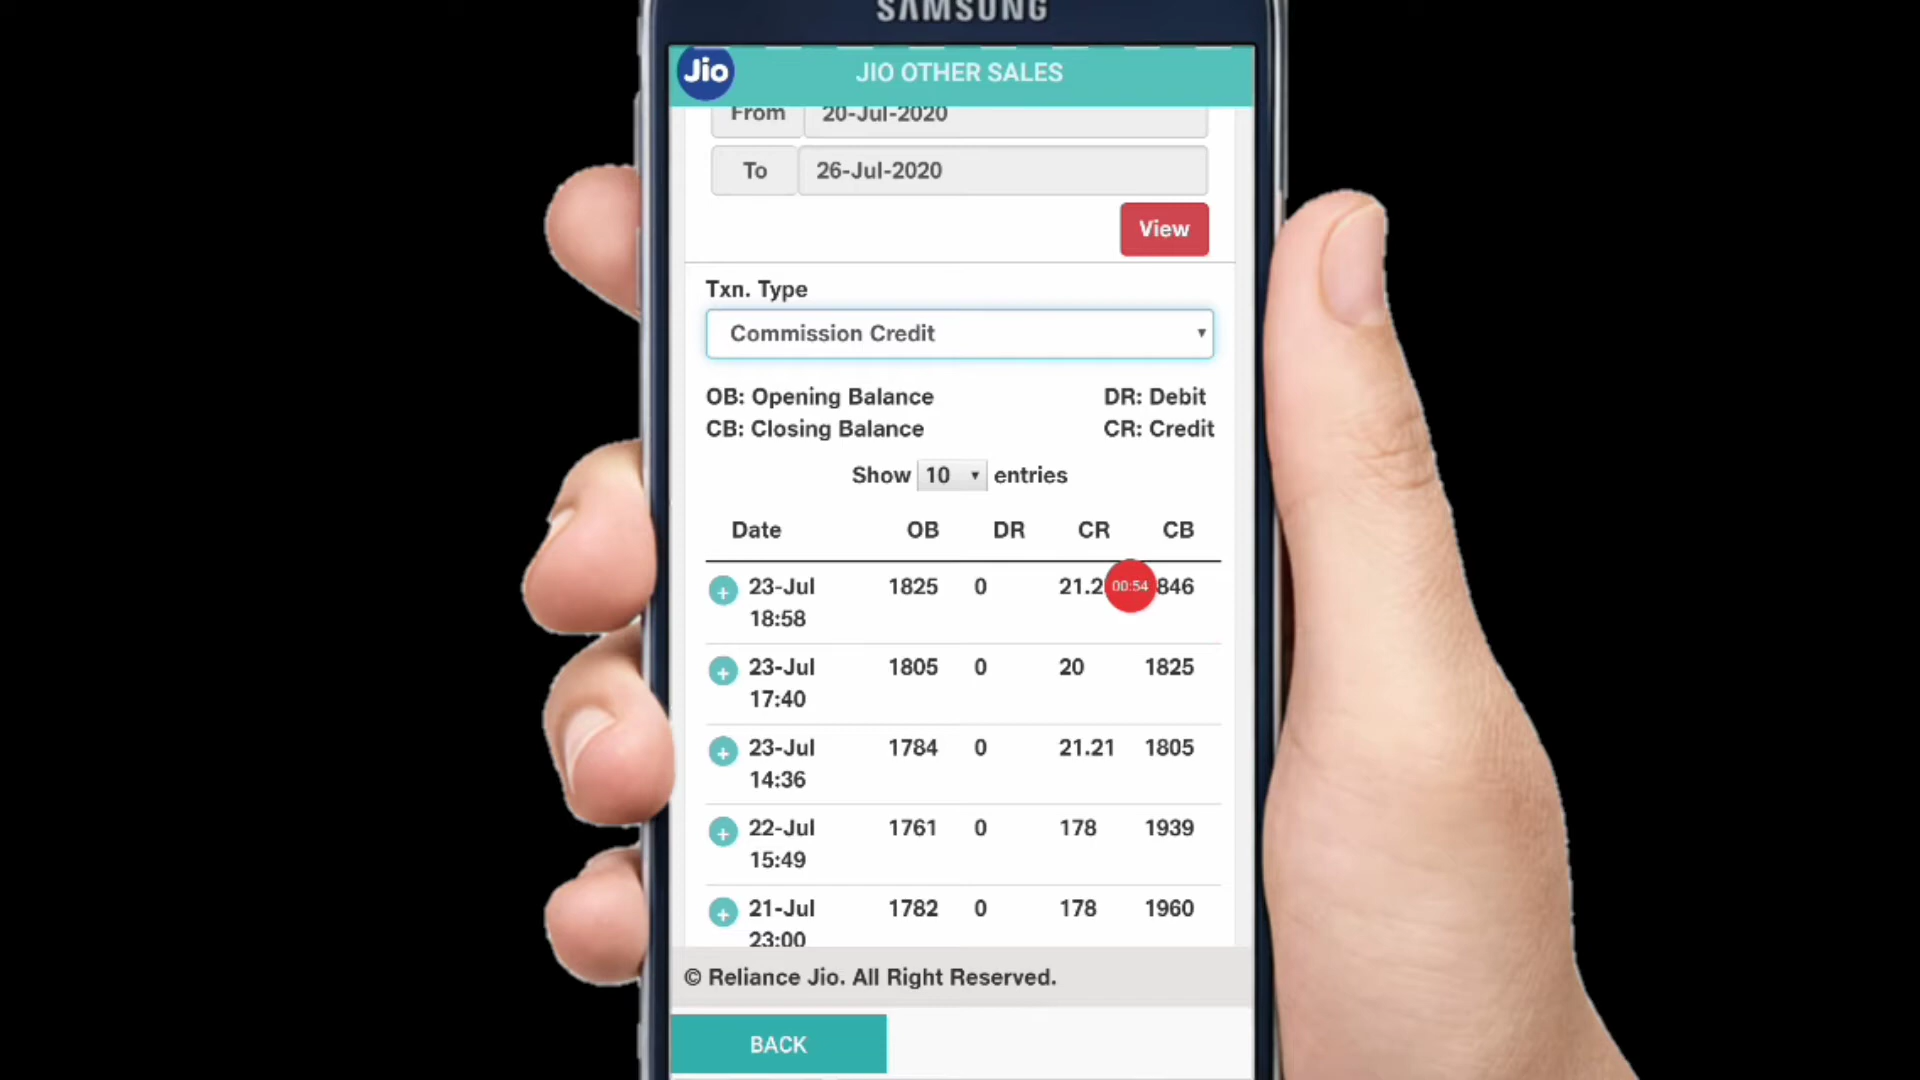 SAMSUNG
Jio JIO OTHER SALES
From 20-Jul-2020
To 26-Jul-2020
View
Txn. Type
Commission Credit
OB: Opening Balance DR: Debit
CB: Closing Balance CR: Credit
Show 10 entries
Date OB DR CR CB
23-Jul 1825 0 21.2 00:54 846
18:58
23-Jul 1805 0 20 1825
17:40
23-Jul 1784 0 21.21 1805
14:36
22-Jul 1761 0 178 1939
15:49
21-Jul 1782 0 178 1960
23:00
© Reliance Jio. All Right Reserved.
BACK